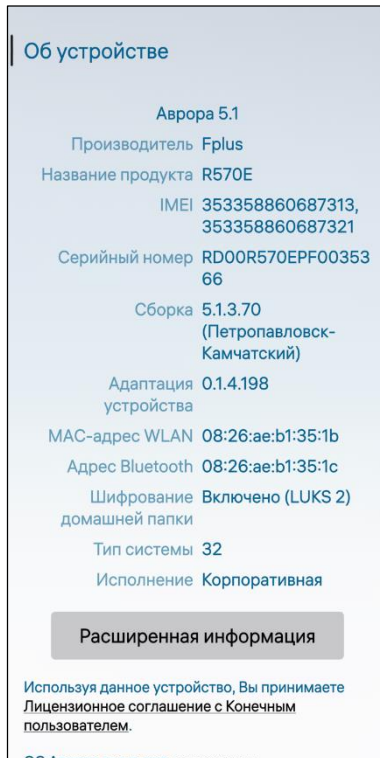 Об устройстве
Аврора 5.1
Производитель Fplus
Название продукта R570E
IMEI 353358860687313,
353358860687321
Серийный номер RD00R570EPF00353
66
Сборка 5.1.3.70
(Петропавловск-
Камчатский)
Адаптация 0.1.4.198
устройства
MAC-адрес WLAN 08:26:ae:b1:35:1b
Адрес Bluetooth 08:26:ae:b1:35:1c
Шифрование Включено (LUKS 2)
домашней папки
Тип системы 32
Исполнение Корпоративная
Расширенная информация
Используя данное устройство, Вы принимаете
Лицензионное соглашение с Конечным
пользователем.